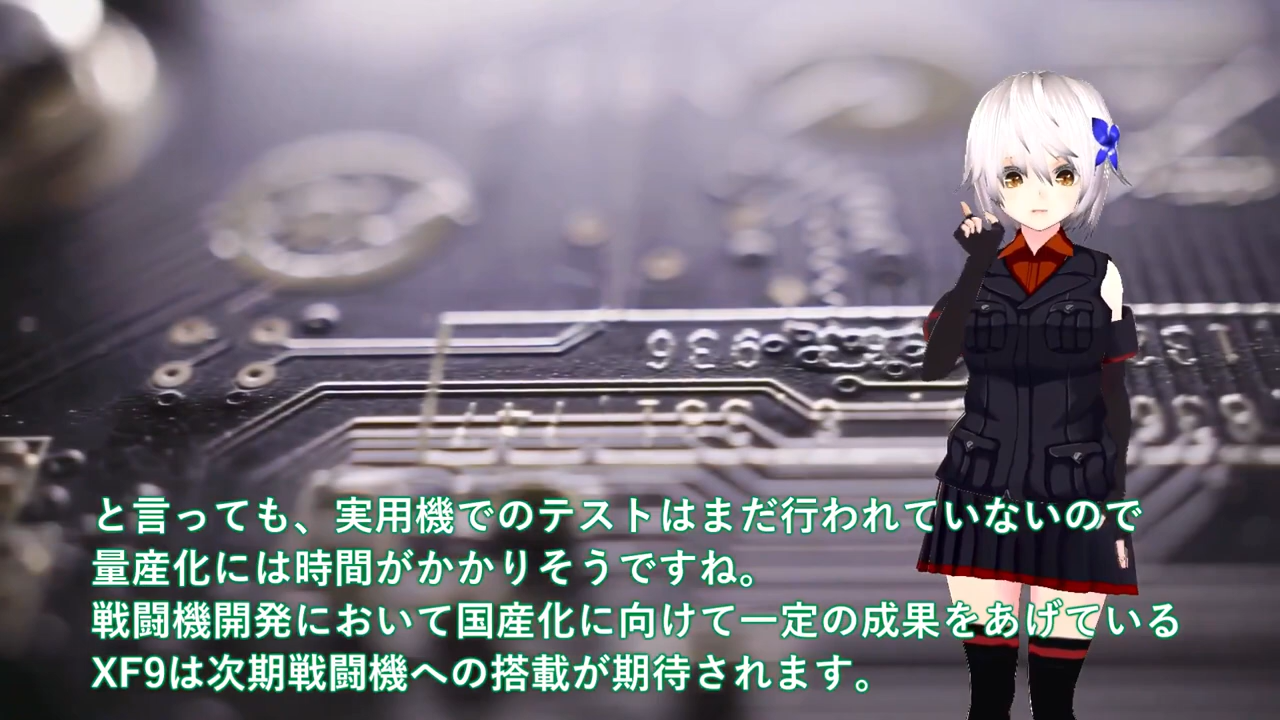 と言っても、実用機でのテストはまだ行われていないので
量産化には時間がかかりそうですね。
戦闘機開発において国産化に向けて一定の成果をあげている
XF9は次期戦闘機への搭載が期待されます。